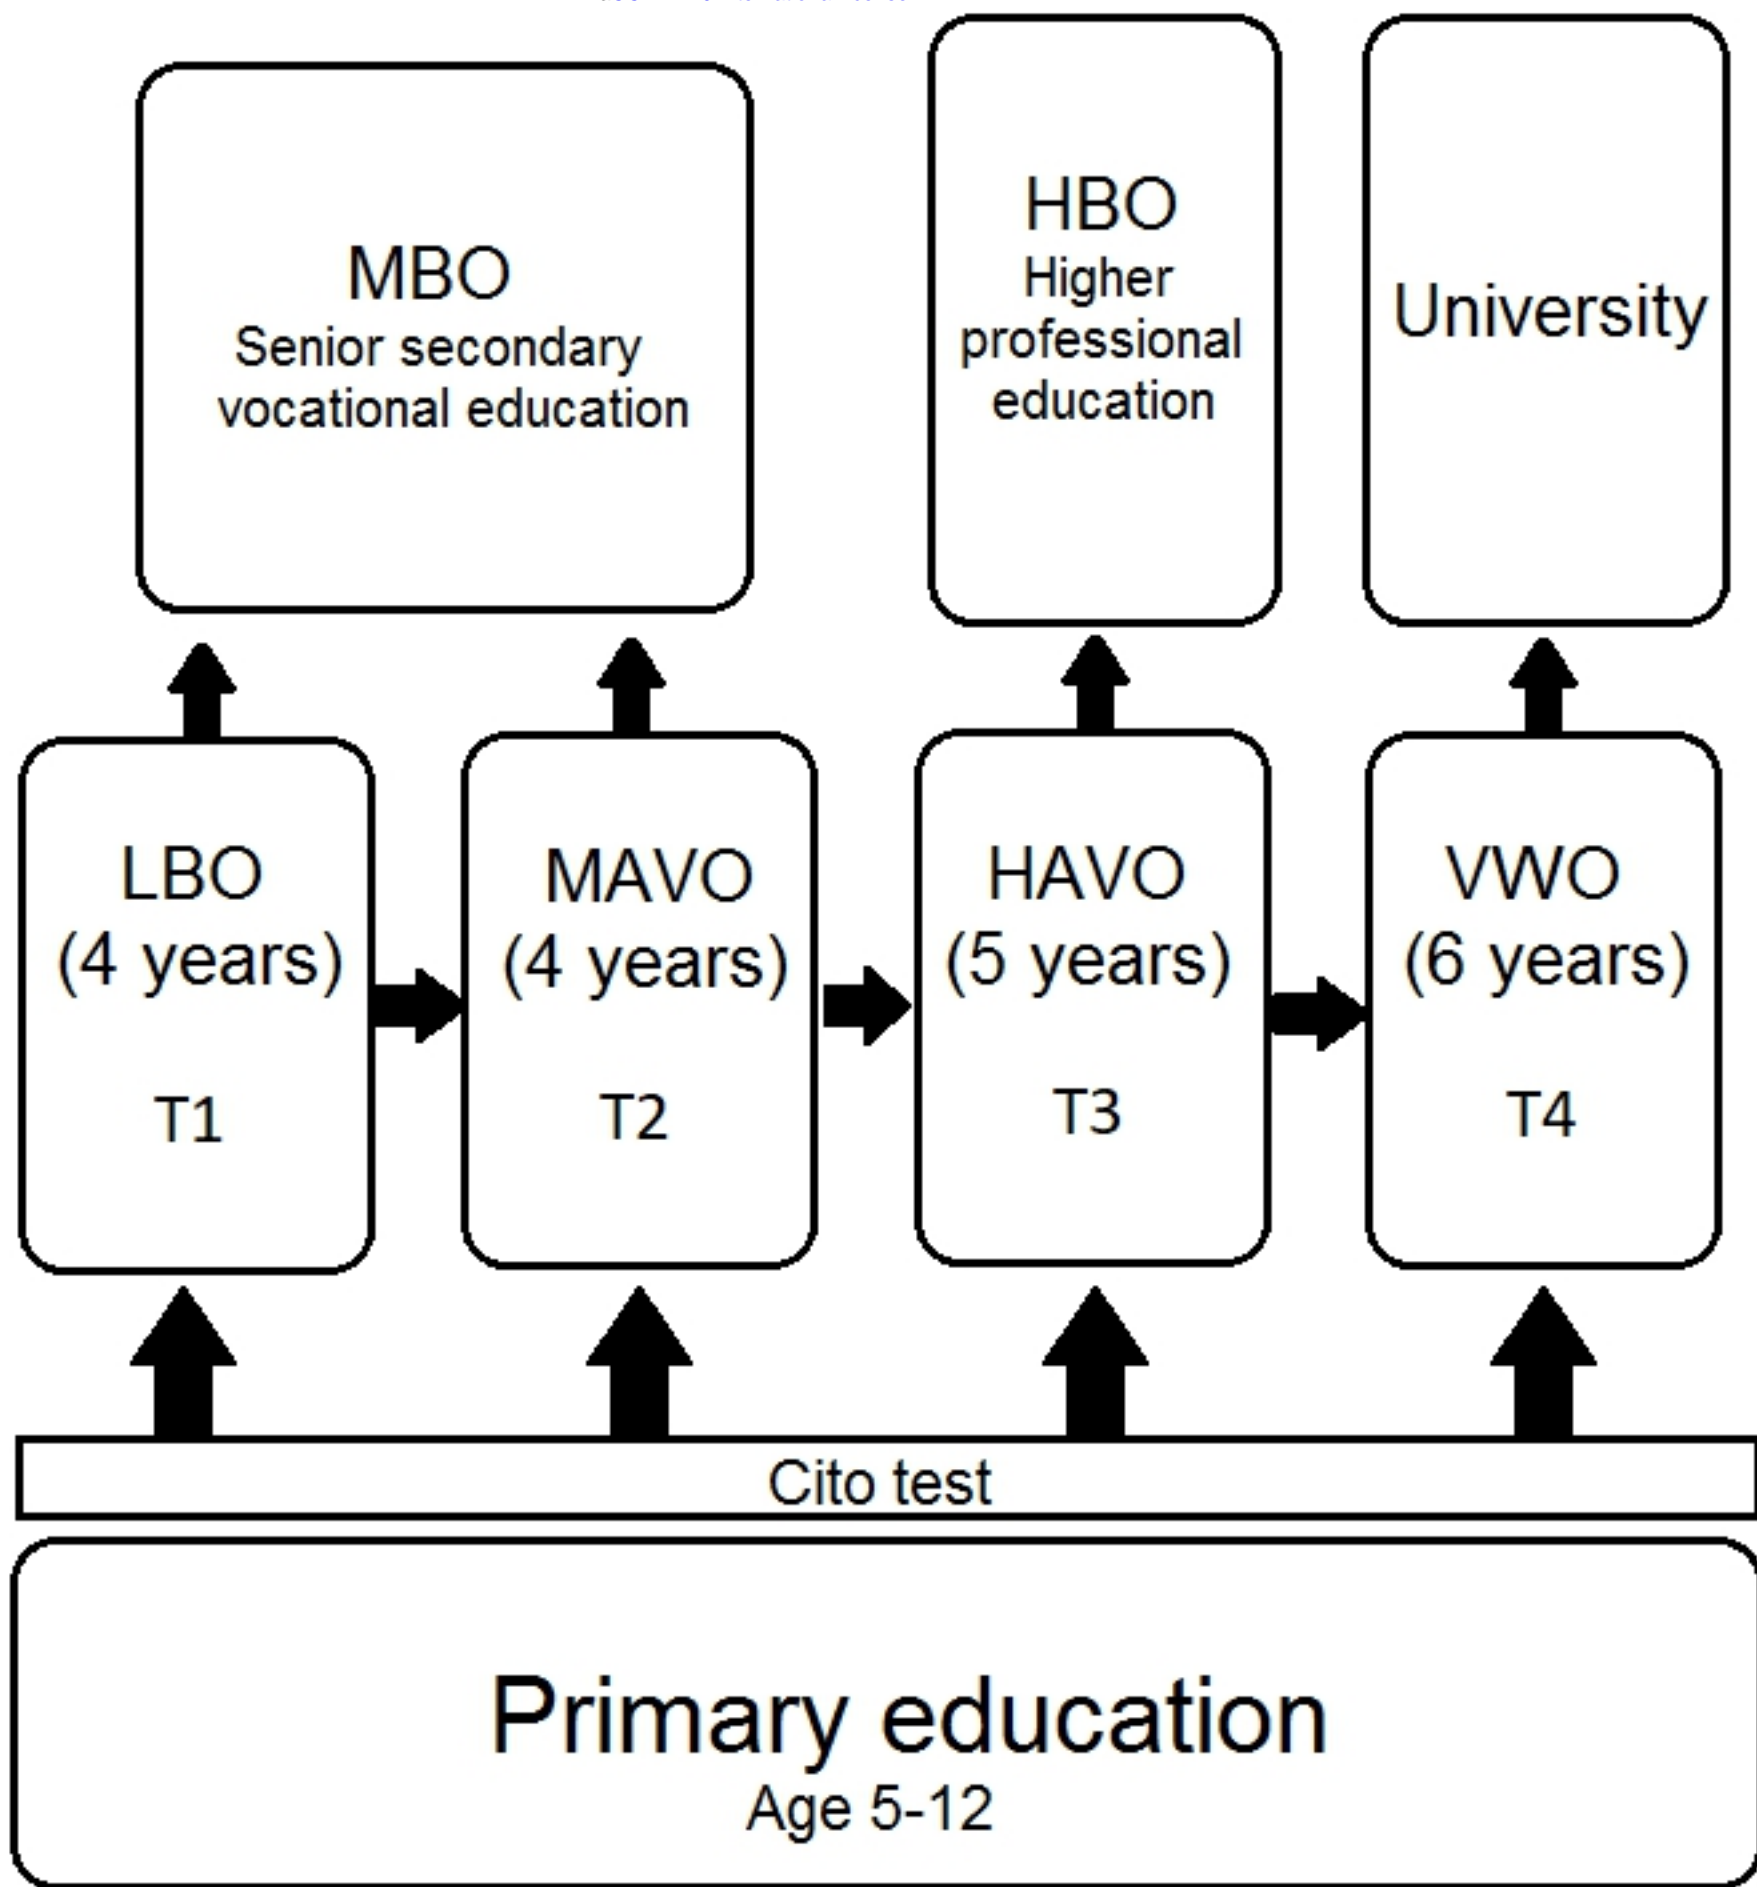 MBO
Senior secondary
vocational education
HBO
Higher
professional
education
University
LBO
(4 years)
T1
MAVO
(4 years)
T2
HAVO
(5 years)
T3
VWO
(6 years)
T4
Cito test
Primary education
Age 5-12